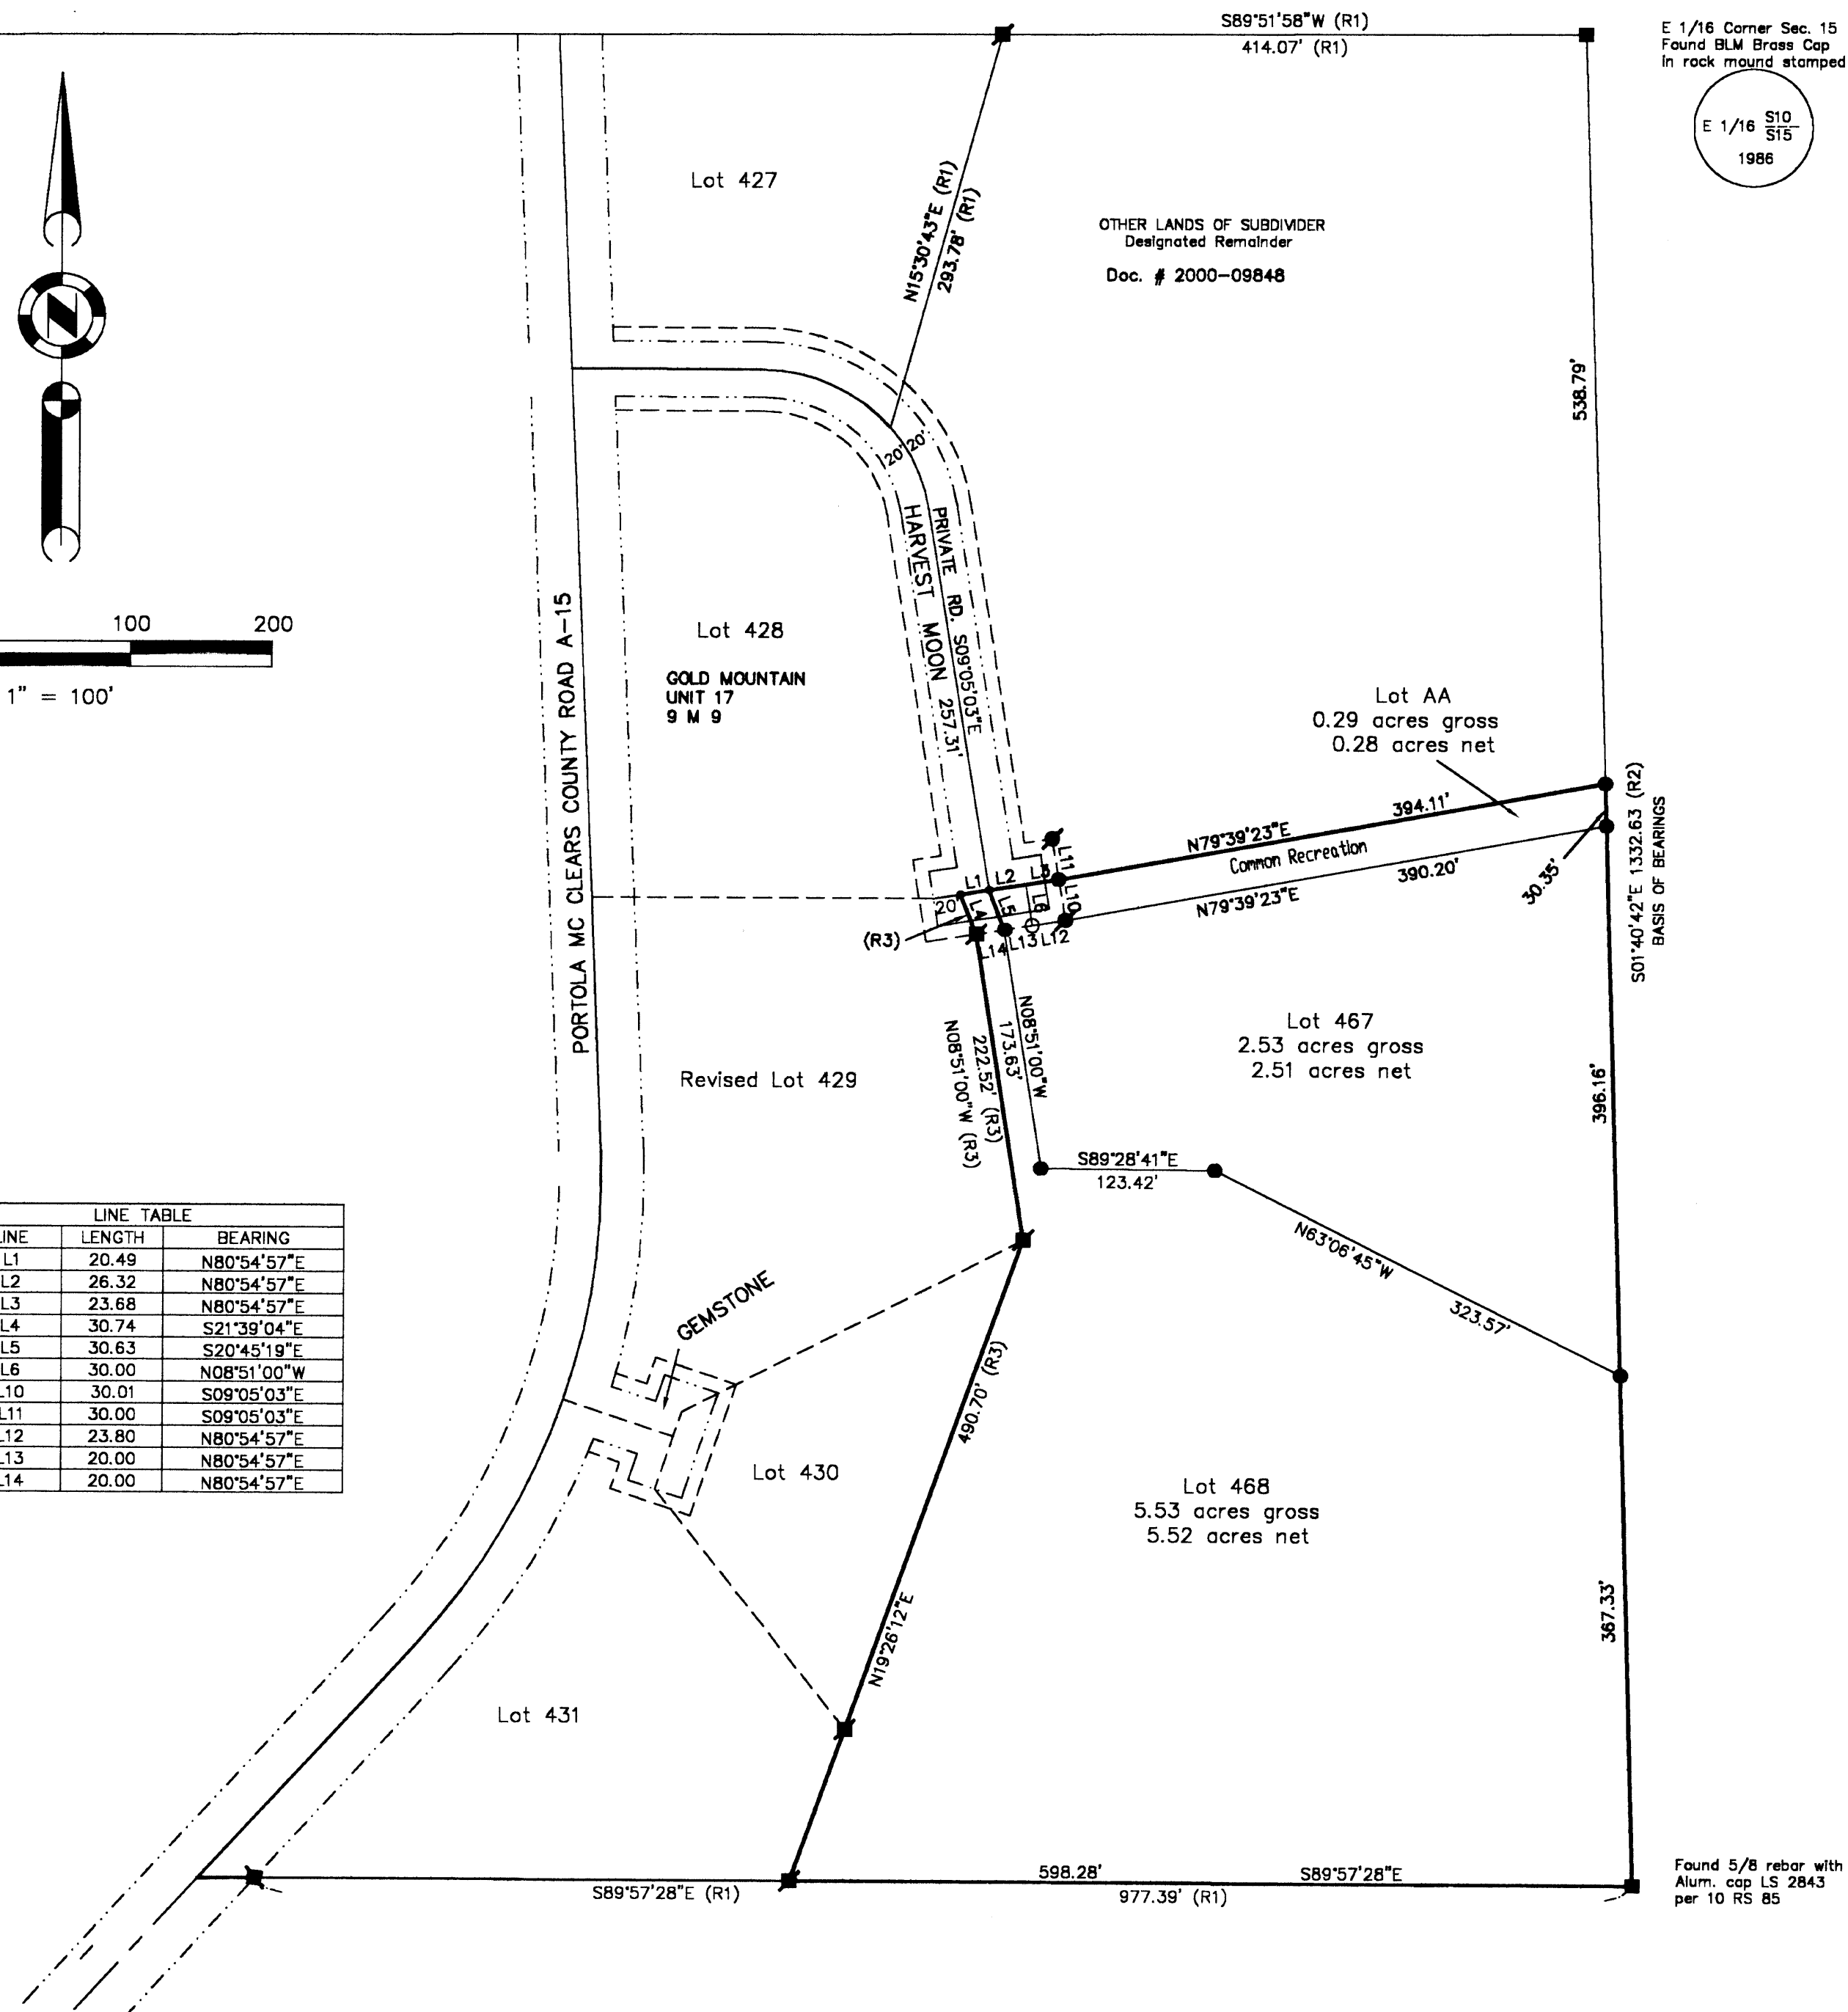 S89°51'58"W (R1)
414.07' (R1)
E 1/16 Corner Sec. 15
Found BLM Brass Cap
in rock mound stamped
E 1/16 S10
S15
1986
Lot 427
N15°30'43"E (R1)
293.78' (R1)
OTHER LANDS OF SUBDIVIDER
Designated Remainder
Doc. # 2000-09848
538.79'
20' 20'
PRIVATE RD. S09°05'03"E
HARVEST MOON 257.31'
100 200
1" = 100'
Lot 428
GOLD MOUNTAIN
UNIT 17
9 M 9
PORTOLA MC CLEARS COUNTY ROAD A-15
Lot AA
0.29 acres gross
0.28 acres net
394.11'
N79°39'23"E
Common Recreation
390.20'
N79°39'23"E
30.35'
S01°40'42"E 1332.63 (R2)
BASIS OF BEARINGS
L11
L1
L2
L3
L10
20'
L4
L5
L6
(R3)
L14
L13
L12
N08°51'00"W
173.63'
222.52' (R3)
N08°51'00"W (R3)
Lot 467
2.53 acres gross
2.51 acres net
396.16'
Revised Lot 429
S89°28'41"E
123.42'
N63°06'45"W
323.57'
LINE TABLE
LINE LENGTH BEARING
L1 20.49 N80°54'57"E
L2 26.32 N80°54'57"E
L3 23.68 N80°54'57"E
L4 30.74 S21°39'04"E
L5 30.63 S20°45'19"E
L6 30.00 N08°51'00"W
L10 30.01 S09°05'03"E
L11 30.00 S09°05'03"E
L12 23.80 N80°54'57"E
L13 20.00 N80°54'57"E
L14 20.00 N80°54'57"E
GEMSTONE
490.70' (R3)
N19°26'12"E
Lot 430
Lot 468
5.53 acres gross
5.52 acres net
367.33'
Lot 431
S89°57'28"E (R1)
598.28'
S89°57'28"E
977.39' (R1)
Found 5/8 rebar with
Alum. cap LS 2843
per 10 RS 85